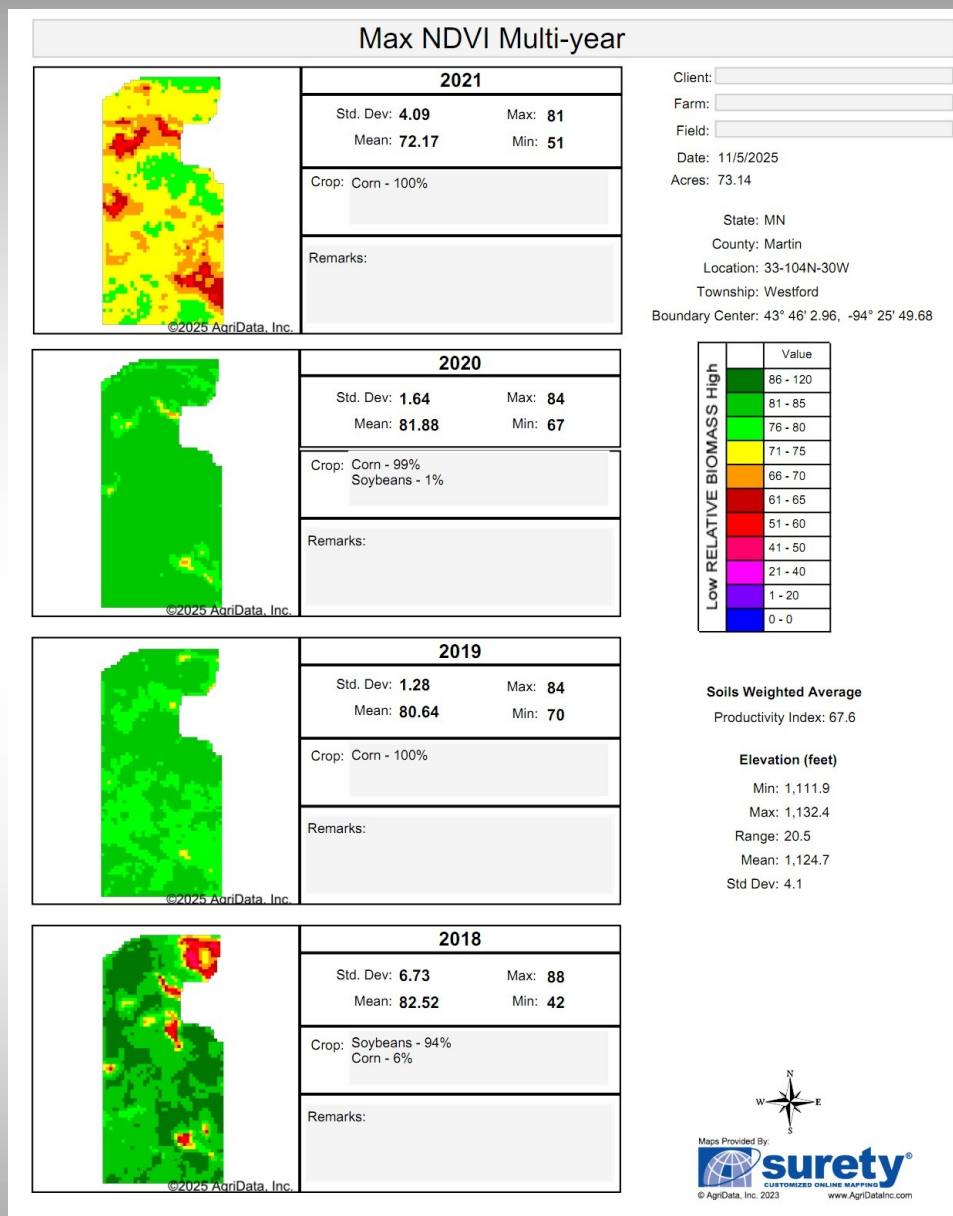 Max NDVI Multi-year
2021
Std. Dev: 4.09 Max: 81
Mean: 72.17 Min: 51
Crop: Corn - 100%
Remarks:
©2025 AgriData, Inc.
2020
Std. Dev: 1.64 Max: 84
Mean: 81.88 Min: 67
Crop: Corn - 99%
Soybeans - 1%
Remarks:
©2025 AgriData, Inc.
2019
Std. Dev: 1.28 Max: 84
Mean: 80.64 Min: 70
Crop: Corn - 100%
Remarks:
©2025 AgriData, Inc.
2018
Std. Dev: 6.73 Max: 88
Mean: 82.52 Min: 42
Crop: Soybeans - 94%
Corn - 6%
Remarks:
©2025 AgriData, Inc.
Client:
Farm:
Field:
Date: 11/5/2025
Acres: 73.14
State: MN
County: Martin
Location: 33-104N-30W
Township: Westford
Boundary Center: 43° 46' 2.96, -94° 25' 49.68
Low RELATIVE BIOMASS High
Value
86 - 120
81 - 85
76 - 80
71 - 75
66 - 70
61 - 65
51 - 60
41 - 50
21 - 40
1 - 20
0 - 0
Soils Weighted Average
Productivity Index: 67.6
Elevation (feet)
Min: 1,111.9
Max: 1,132.4
Range: 20.5
Mean: 1,124.7
Std Dev: 4.1
N
W E
S
Maps Provided By:
surety®
CUSTOMIZED ONLINE MAPPING
© AgriData, Inc. 2023 www.AgriDataInc.com